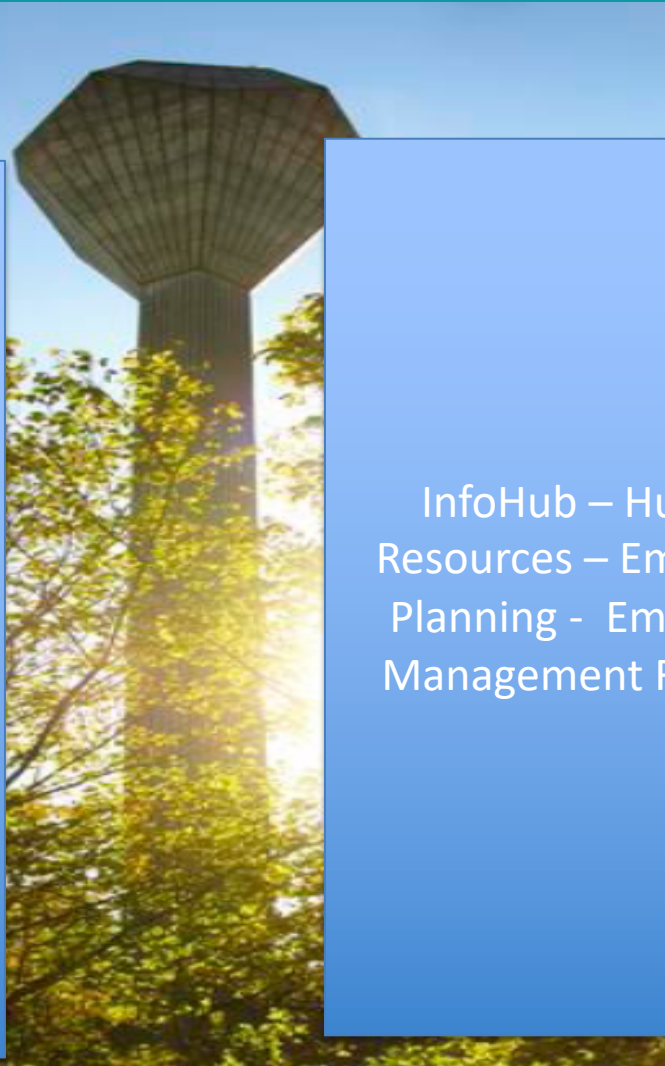 InfoHub – Hu
Resources – Em
Planning - Em
Management